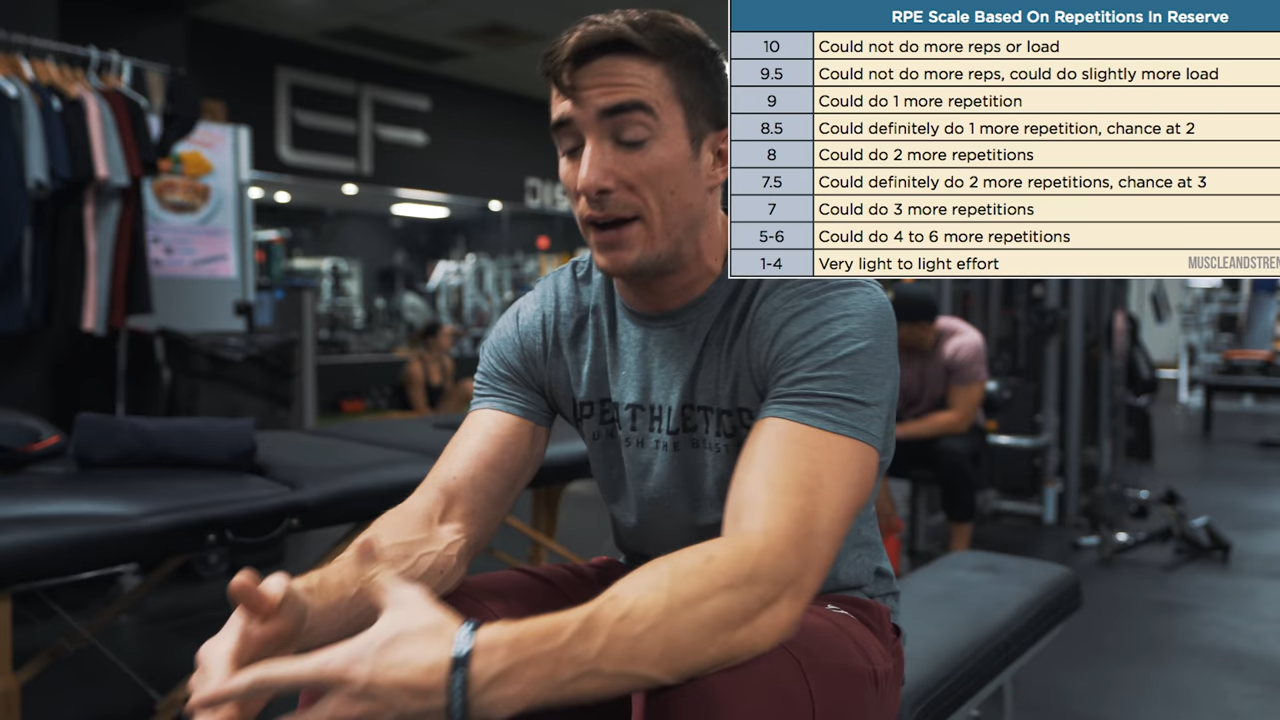 RPE Scale Based On Repetitions In Reserve
10 Could not do more reps or load
9.5 Could not do more reps, could do slightly more load
9 Could do 1 more repetition
8.5 Could definitely do 1 more repetition, chance at 2
8 Could do 2 more repetitions
7.5 Could definitely do 2 more repetitions, chance at 3
7 Could do 3 more repetitions
5-6 Could do 4 to 6 more repetitions
1-4 Very light to light effort
MUSCLEANDSTREN
EF
DIS
THE